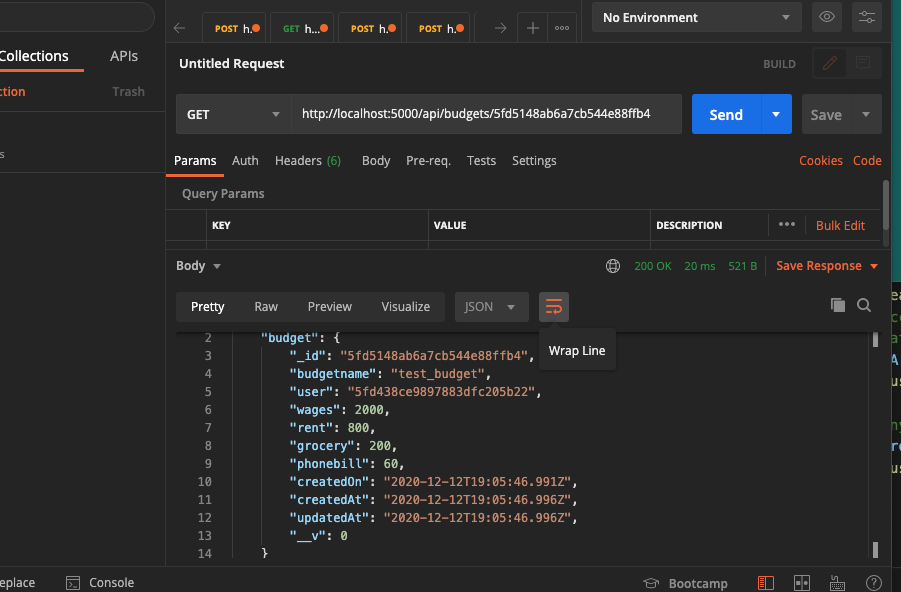 POST h. GET h... POST h. POST h. ooo No Environment
Collections APIs
Untitled Request BUILD
ction Trash
GET http://localhost:5000/api/budgets/5fd5148ab6a7cb544e88ffb4 Send Save
s
Params Auth Headers (6) Body Pre-req. Tests Settings Cookies Code
Query Params
KEY VALUE DESCRIPTION ••• Bulk Edit
Body 200 OK 20 ms 521 B Save Response
Pretty Raw Preview Visualize JSON
Wrap Line
2 "budget": {
3 "_id": "5fd5148ab6a7cb544e88ffb4",
4 "budgetname": "test_budget",
5 "user": "5fd438ce9897883dfc205b22",
6 "wages": 2000,
7 "rent": 800,
8 "grocery": 200,
9 "phonebill": 60,
10 "createdOn": "2020-12-12T19:05:46.991Z",
11 "createdAt": "2020-12-12T19:05:46.996Z",
12 "updatedAt": "2020-12-12T19:05:46.996Z",
13 "__v": 0
14 }
eplace Console Bootcamp